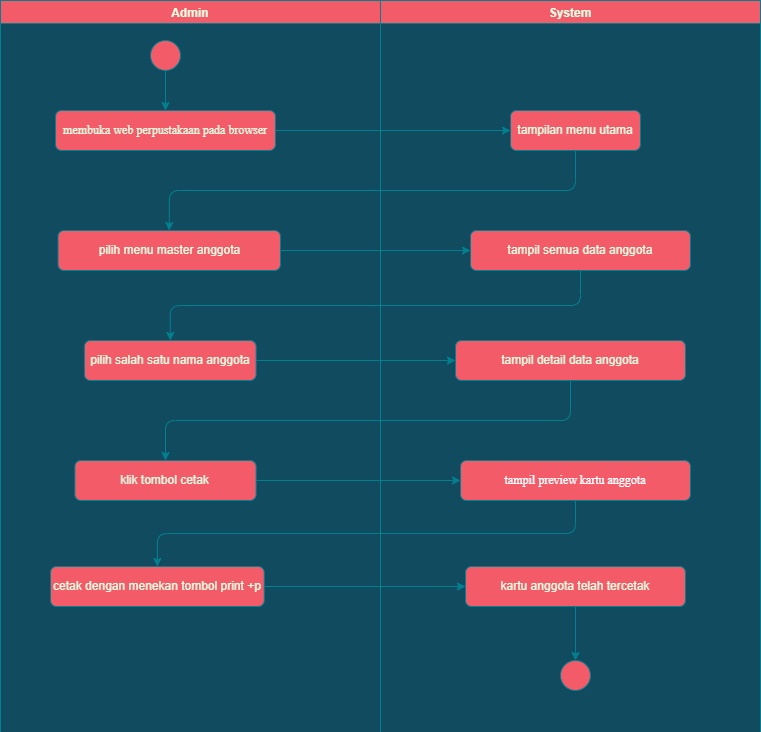 Admin
System
membuka web perpustakaan pada browser
tampilan menu utama
pilih menu master anggota
tampil semua data anggota
pilih salah satu nama anggota
tampil detail data anggota
klik tombol cetak
tampil preview kartu anggota
cetak dengan menekan tombol print +p
kartu anggota telah tercetak